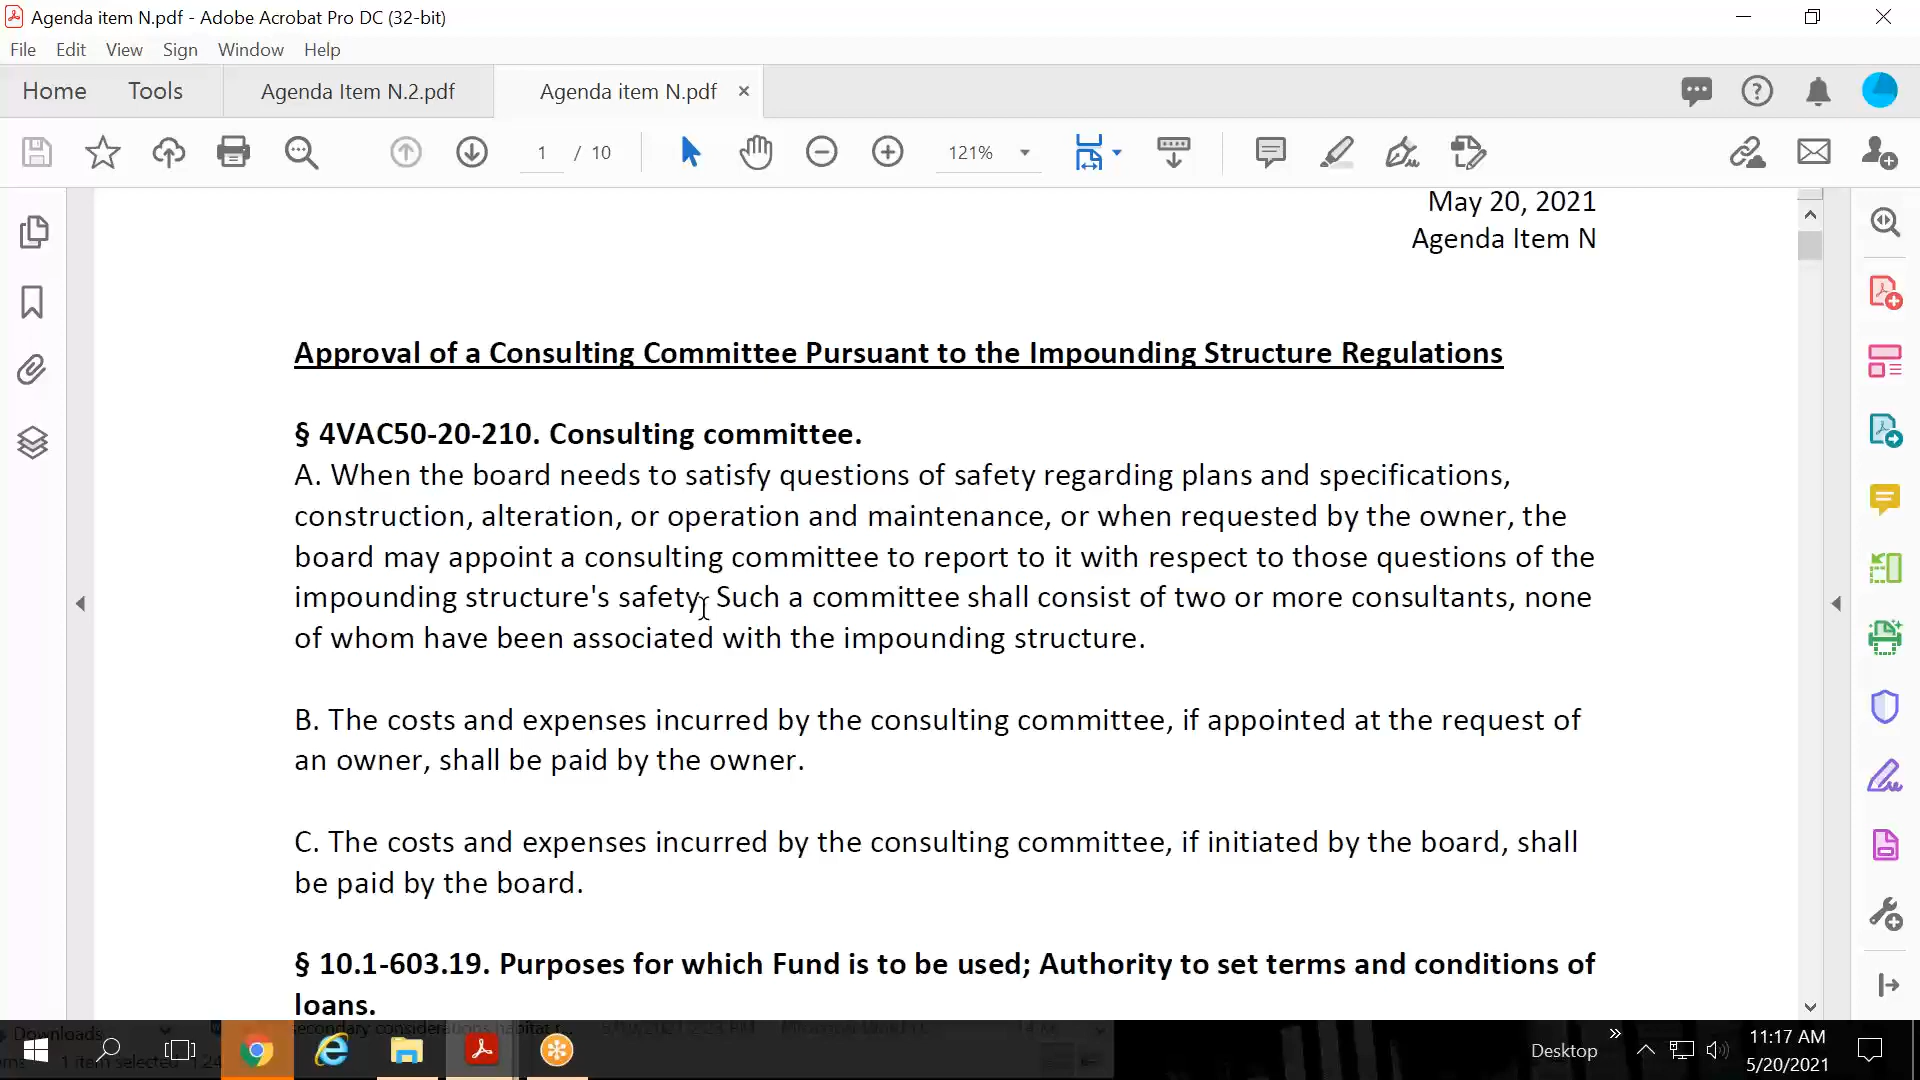 Agenda item N.pdf - Adobe Acrobat Pro DC (32-bit)
File Edit View Sign Window Help
Home Tools Agenda Item N.2.pdf Agenda item N.pdf
1 / 10 121%
May 20, 2021
Agenda Item N
Approval of a Consulting Committee Pursuant to the Impounding Structure Regulations
§ 4VAC50-20-210. Consulting committee.
A. When the board needs to satisfy questions of safety regarding plans and specifications,
construction, alteration, or operation and maintenance, or when requested by the owner, the
board may appoint a consulting committee to report to it with respect to those questions of the
impounding structure's safety. Such a committee shall consist of two or more consultants, none
of whom have been associated with the impounding structure.
B. The costs and expenses incurred by the consulting committee, if appointed at the request of
an owner, shall be paid by the owner.
C. The costs and expenses incurred by the consulting committee, if initiated by the board, shall
be paid by the board.
§ 10.1-603.19. Purposes for which Fund is to be used; Authority to set terms and conditions of
loans.
Downloads
1 item selected
Desktop
11:17 AM
5/20/2021